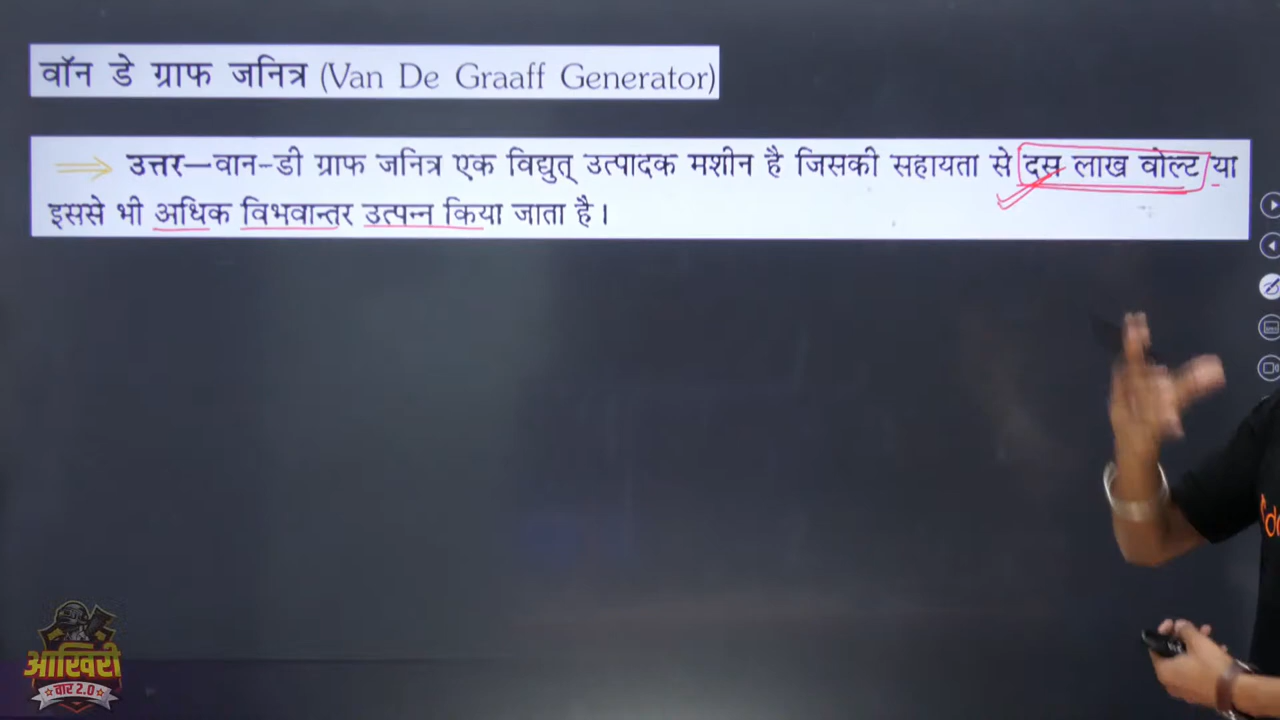 वॉन डे ग्राफ जनित्र (Van De Graaff Generator)
उत्तर—वान-डी ग्राफ जनित्र एक विद्युत् उत्पादक मशीन है जिसकी सहायता से दस लाख वोल्ट या
इससे भी अधिक विभवान्तर उत्पन्न किया जाता है।
आखिरी
वार 2.0